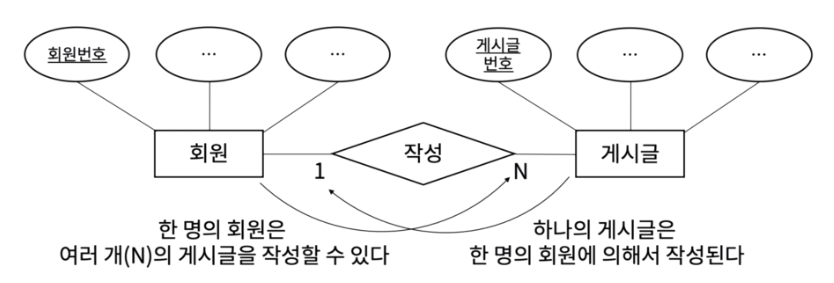 회원번호
…
…
게시글
번호
…
…
회원
작성
게시글
1
N
한 명의 회원은
여러 개(N)의 게시글을 작성할 수 있다
하나의 게시글은
한 명의 회원에 의해서 작성된다